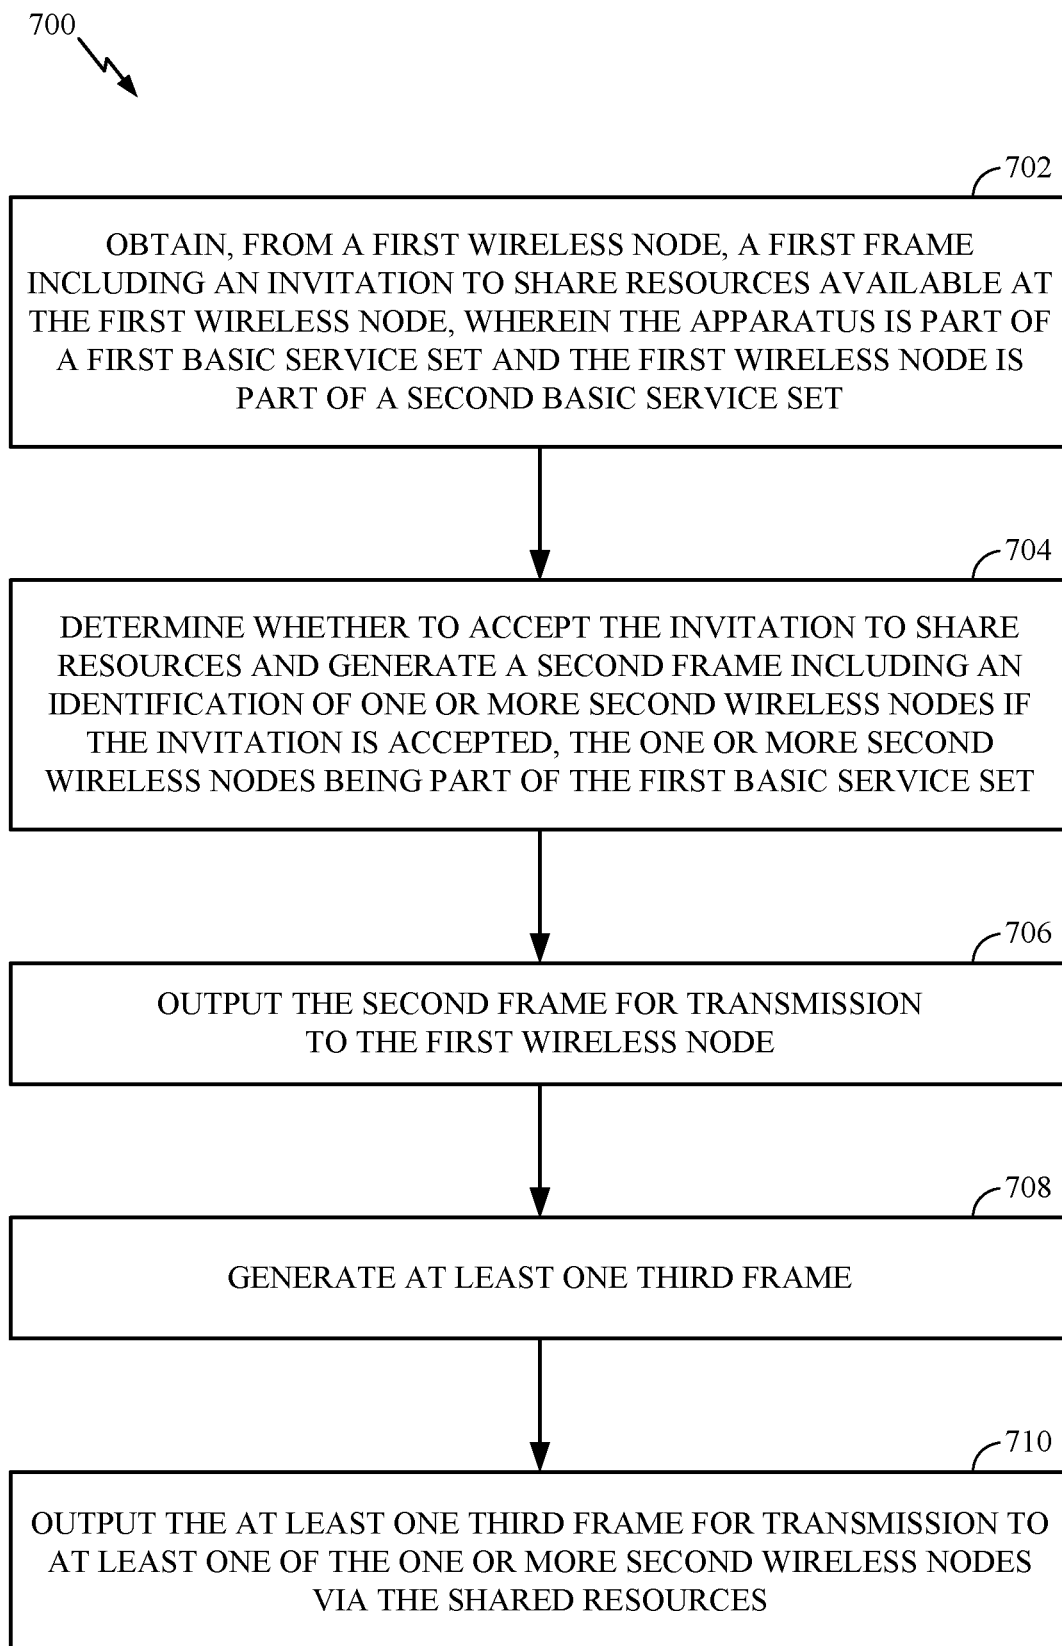 700
702
OBTAIN, FROM A FIRST WIRELESS NODE, A FIRST FRAME
INCLUDING AN INVITATION TO SHARE RESOURCES AVAILABLE AT
THE FIRST WIRELESS NODE, WHEREIN THE APPARATUS IS PART OF
A FIRST BASIC SERVICE SET AND THE FIRST WIRELESS NODE IS
PART OF A SECOND BASIC SERVICE SET
704
DETERMINE WHETHER TO ACCEPT THE INVITATION TO SHARE
RESOURCES AND GENERATE A SECOND FRAME INCLUDING AN
IDENTIFICATION OF ONE OR MORE SECOND WIRELESS NODES IF
THE INVITATION IS ACCEPTED, THE ONE OR MORE SECOND
WIRELESS NODES BEING PART OF THE FIRST BASIC SERVICE SET
706
OUTPUT THE SECOND FRAME FOR TRANSMISSION
TO THE FIRST WIRELESS NODE
708
GENERATE AT LEAST ONE THIRD FRAME
710
OUTPUT THE AT LEAST ONE THIRD FRAME FOR TRANSMISSION TO
AT LEAST ONE OF THE ONE OR MORE SECOND WIRELESS NODES
VIA THE SHARED RESOURCES